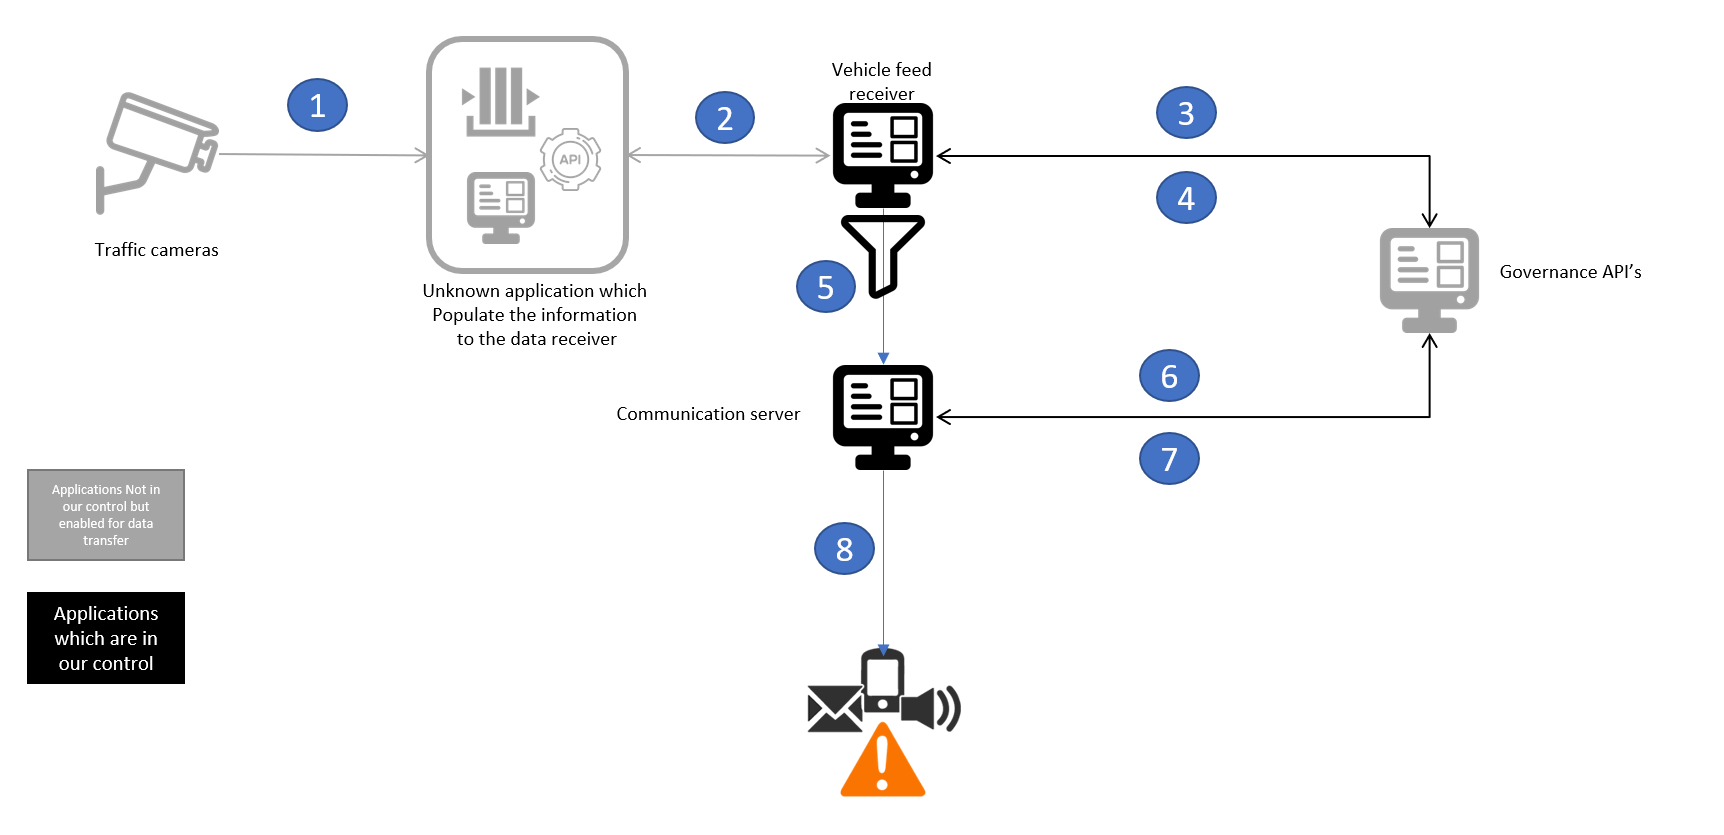 1
2
Vehicle feed
receiver
3
4
API
Traffic cameras
Unknown application which
Populate the information
to the data receiver
5
Governance API's
Communication server
6
7
8
Applications Not in
our control but
enabled for data
transfer
Applications
which are in
our control